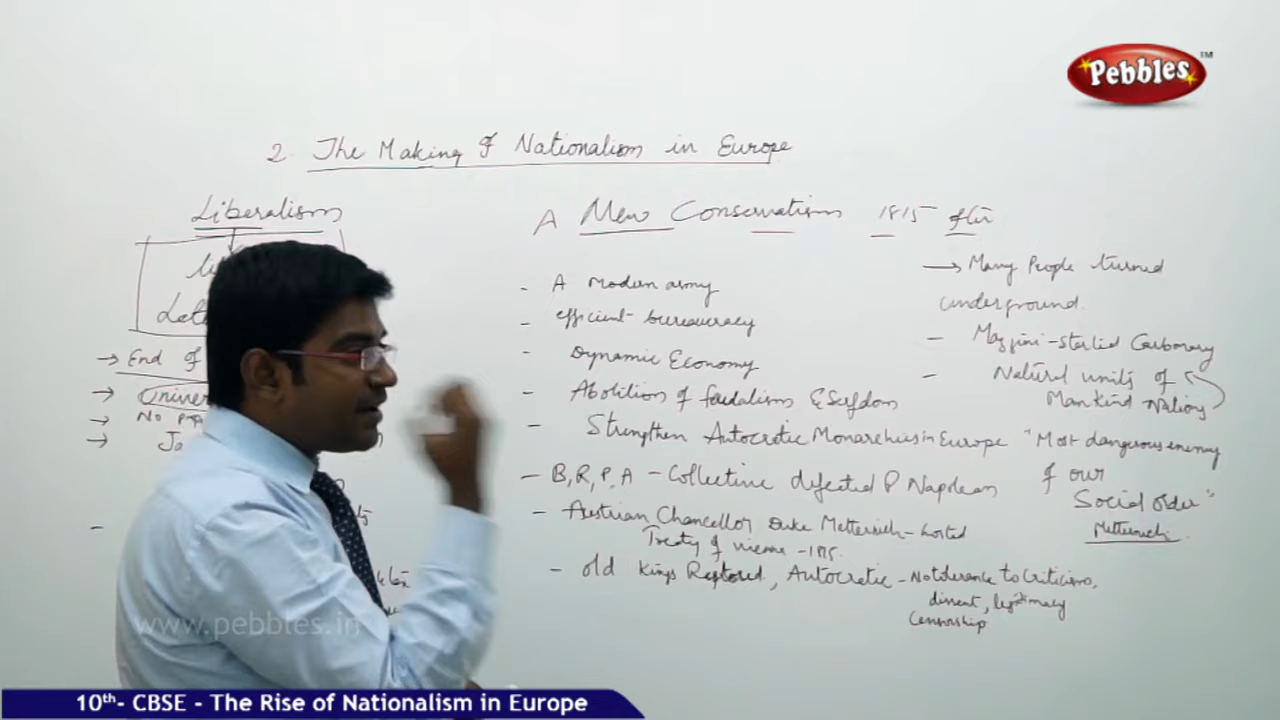 Pebbles™
2. The Making of Nationalism in Europe
Liberalism
End of
No
A New Conservatism 1815 after
- A modern army
- efficient bureaucracy
- Dynamic Economy
- Abolition of feudalism & Serfdom
- Strengthen Autocratic Monarchies in Europe
- B, R, P, A - Collective defeated P Napolean
- Austrian Chancellor Duke Metternich - hosted
Treaty of Vienna - 1815.
- old Kings Restored, Autocratic - No tolerance to Criticism,
dissent, legitimacy
Censorship
→ Many People turned
underground.
- Mazzini - started Carbonary
- Natural units of
Mankind Nations
"Most dangerous enemy
of our
Social order"
Metternich
www.pebbles.in
10th- CBSE - The Rise of Nationalism in Europe